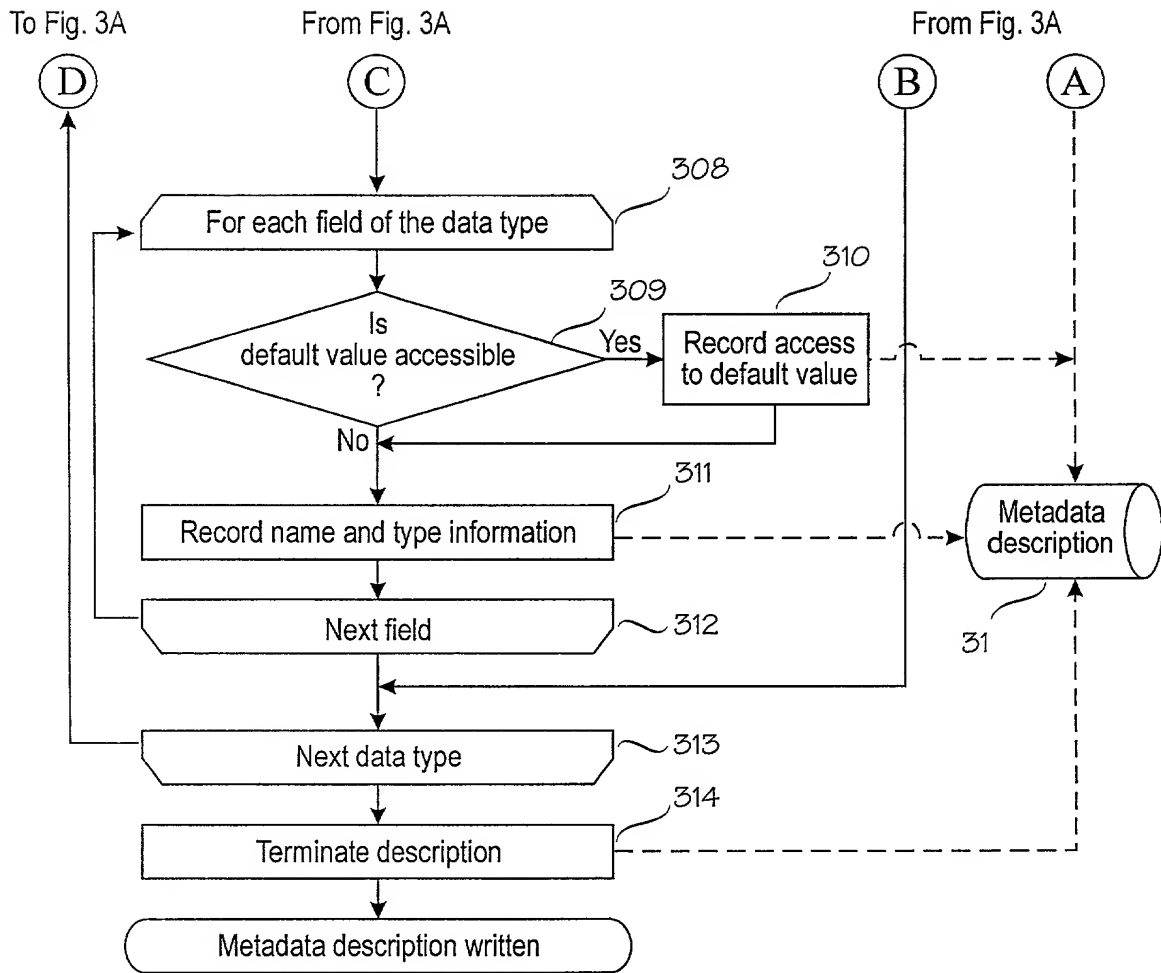 To Fig. 3A
From Fig. 3A
From Fig. 3A
D
C
B
A
308
For each field of the data type
310
309
Is
default value accessible
?
Yes
Record access
to default value
No
311
Record name and type information
Metadata
description
31
Next field
312
Next data type
313
314
Terminate description
Metadata description written